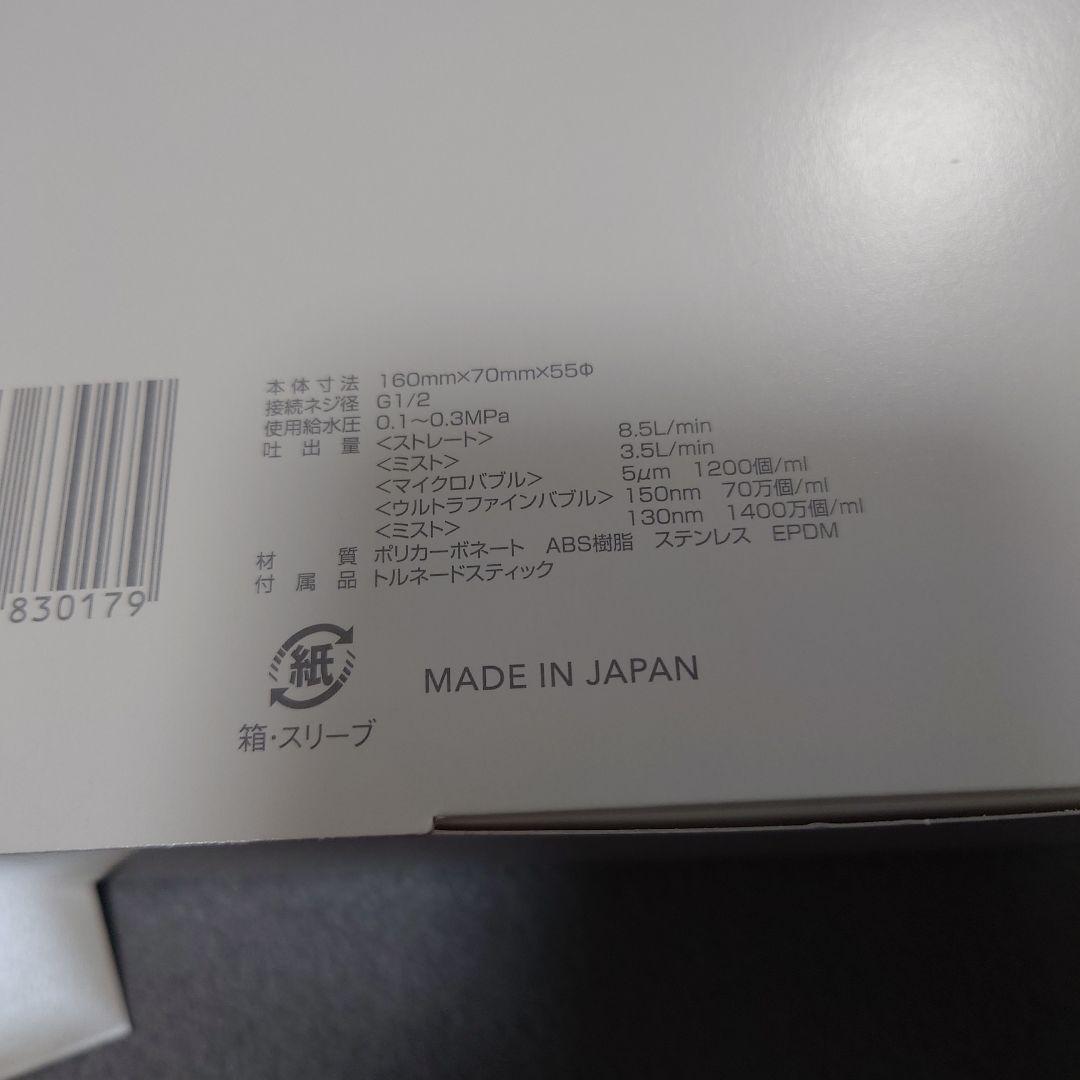 本体寸法 160mm×70mm×55Φ
接続ネジ径 G1/2
使用給水圧 0.1～0.3MPa
吐出量 <ストレート> 8.5L/min
<ミスト> 3.5L/min
<マイクロバブル> 5μm 1200個/ml
<ウルトラファインバブル> 150nm 70万個/ml
<ミスト> 130nm 1400万個/ml
材質 ポリカーボネート ABS樹脂 ステンレス EPDM
付属品 トルネードスティック
830179
紙
箱・スリーブ
MADE IN JAPAN